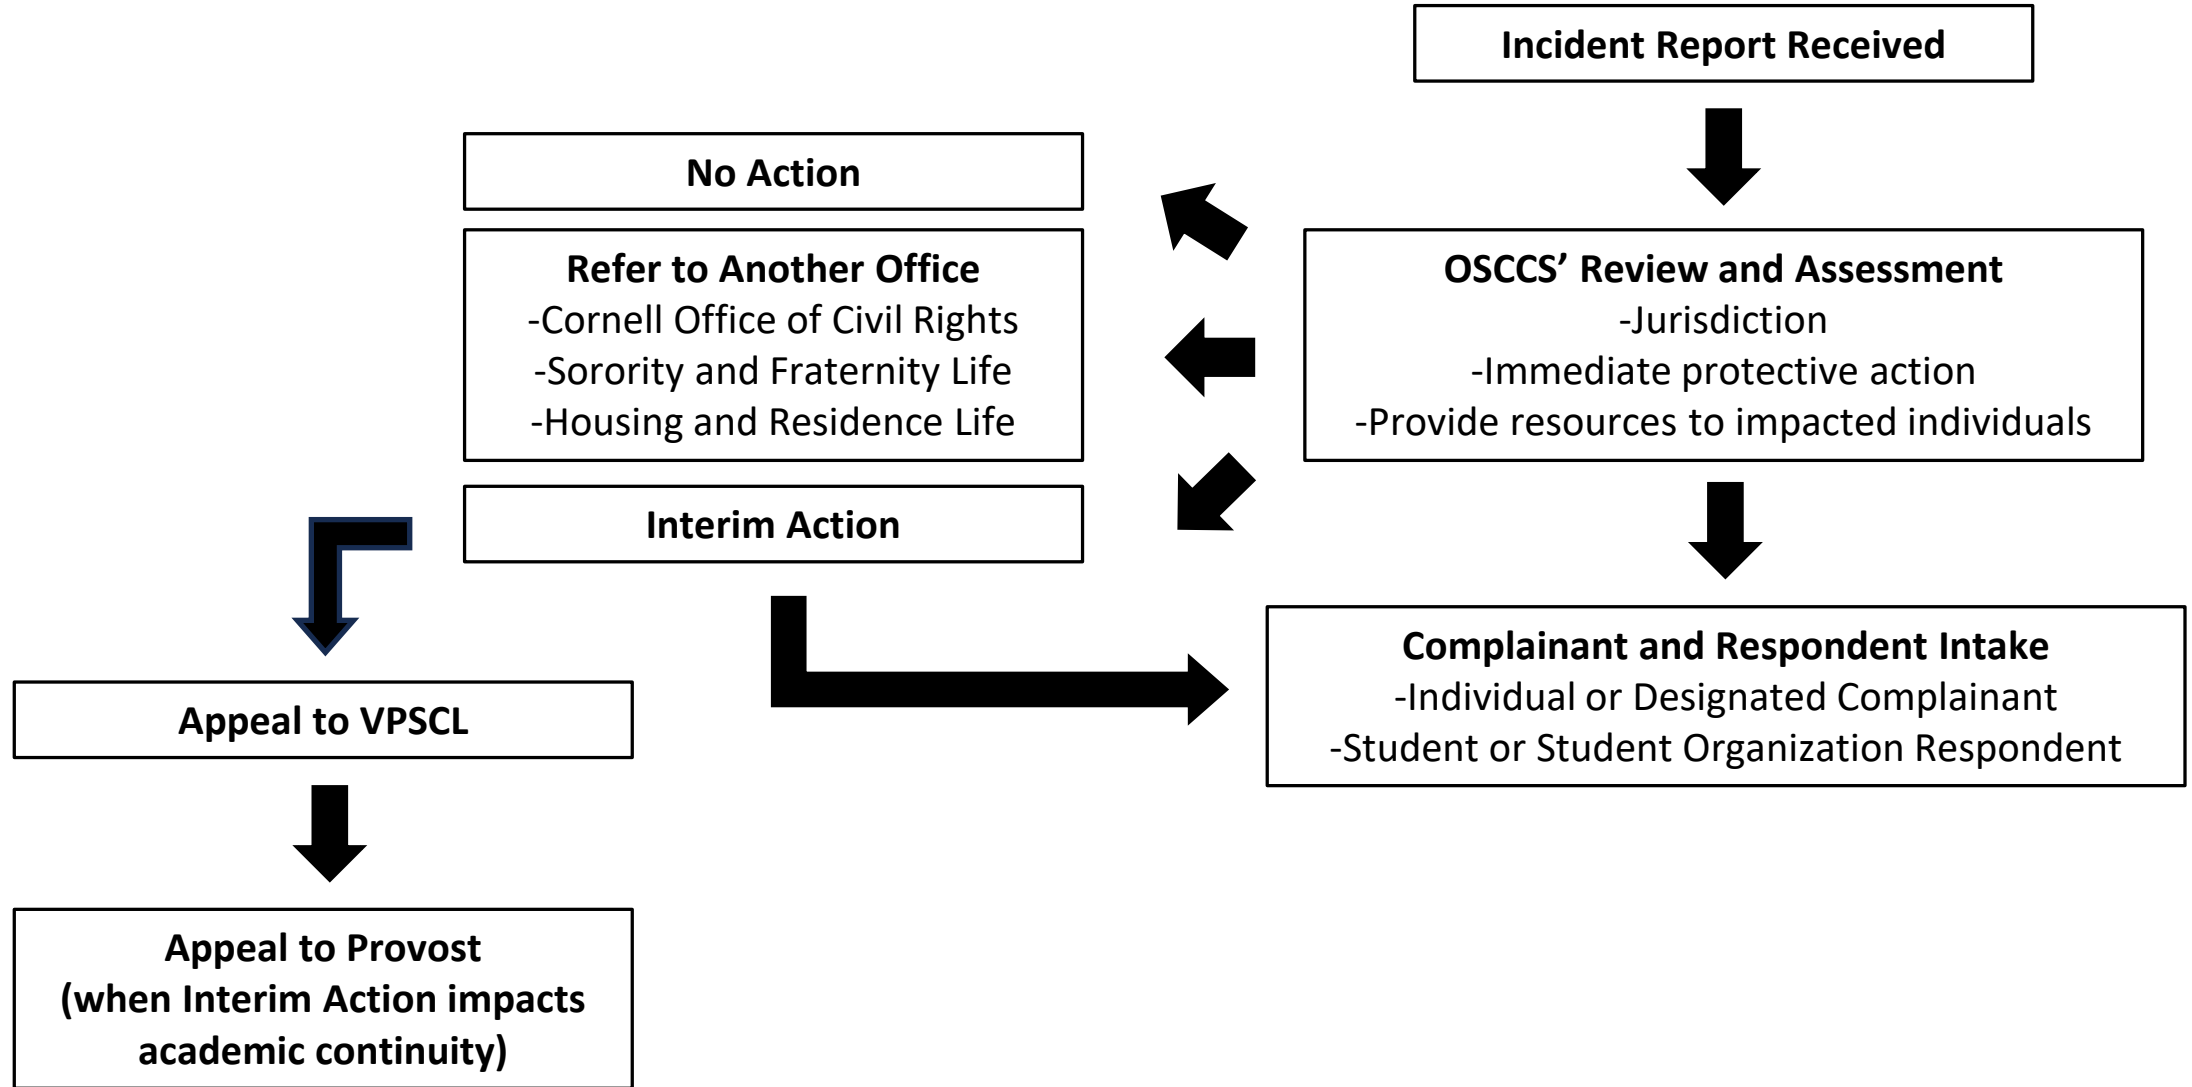 Incident Report Received
No Action
Refer to Another Office
-Cornell Office of Civil Rights
-Sorority and Fraternity Life
-Housing and Residence Life
Interim Action
OSCCS’ Review and Assessment
-Jurisdiction
-Immediate protective action
-Provide resources to impacted individuals
Complainant and Respondent Intake
-Individual or Designated Complainant
-Student or Student Organization Respondent
Appeal to VPSCL
Appeal to Provost
(when Interim Action impacts
academic continuity)